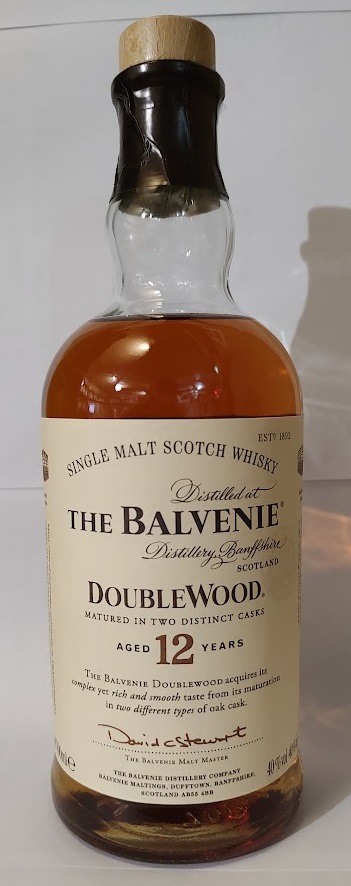 ESTD 1892
SINGLE MALT SCOTCH WHISKY
Distilled at
THE BALVENIE®
Distillery, Banffshire
SCOTLAND
DOUBLEWOOD®
MATURED IN TWO DISTINCT CASKS
AGED 12 YEARS
THE BALVENIE DOUBLEWOOD acquires its
complex yet rich and smooth taste from its maturation
in two different types of oak cask.
David C Stewart
THE BALVENIE MALT MASTER
THE BALVENIE DISTILLERY COMPANY
BALVENIE MALTINGS, DUFFTOWN, BANFFSHIRE,
SCOTLAND AB55 4BB
40% vol